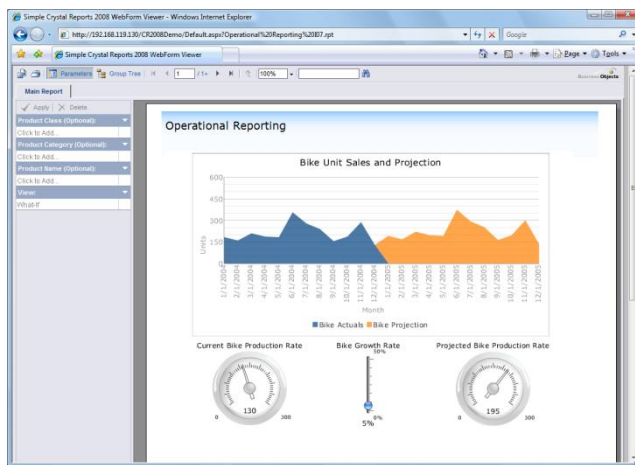 Simple Crystal Reports 2008 WebForm Viewer - Windows Internet Explorer
http://192.168.119.130/CR2008Demo/Default.aspx?Operational%20Reporting%20I07.rpt
Google
Simple Crystal Reports 2008 WebForm Viewer
Page
Tools
Parameters
Group Tree
1
/ 1+
100%
Business Objects
Main Report
Apply
Delete
Product Class (Optional):
Click to Add...
Product Category (Optional):
Click to Add...
Product Name (Optional):
Click to Add...
View:
What-If
Operational Reporting
Bike Unit Sales and Projection
600
450
300
150
0
Units
1/1/2004
2/1/2004
3/1/2004
4/1/2004
5/1/2004
6/1/2004
7/1/2004
8/1/2004
9/1/2004
10/1/2004
11/1/2004
12/1/2004
1/1/2005
2/1/2005
3/1/2005
4/1/2005
5/1/2005
6/1/2005
7/1/2005
8/1/2005
9/1/2005
10/1/2005
11/1/2005
12/1/2005
Month
Bike Actuals
Bike Projection
Current Bike Production Rate
130
0
300
Bike Growth Rate
50%
0%
5%
Projected Bike Production Rate
195
0
300